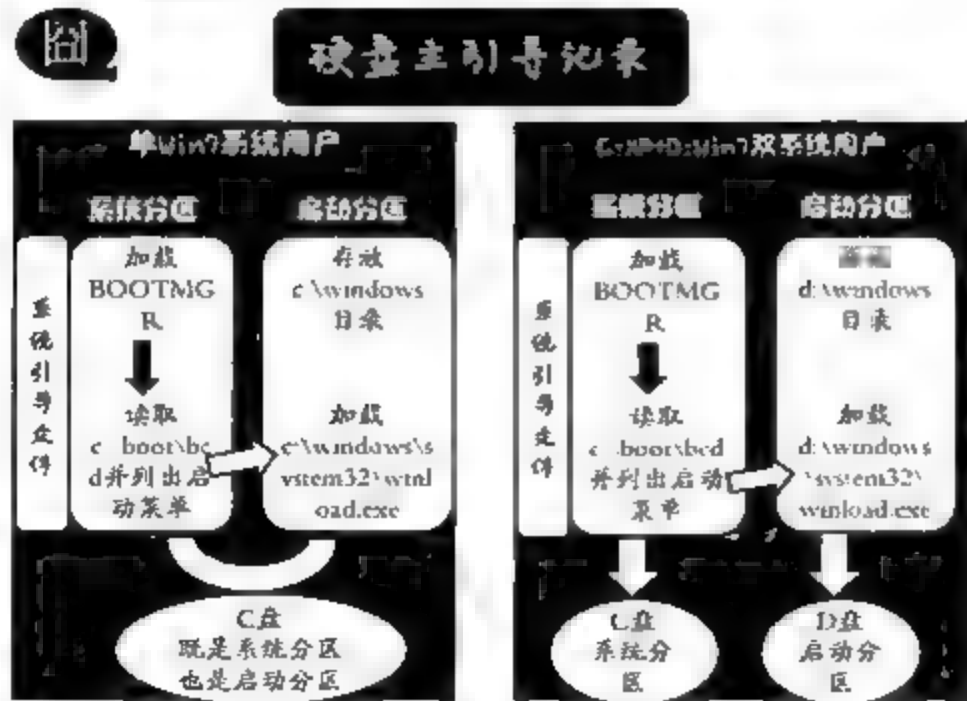 囧
硬盘主引导记录
单Win7系统用户
系统分区
启动分区
系统引导文件
加载
BOOTMG
R
读取
c:\boot\bc
d并列出启
动菜单
存放
c:\windows
目录
加载
c:\windows\s
ystem32\winl
oad.exe
C盘
既是系统分区
也是启动分区
C:XP+D:Win7双系统用户
系统分区
启动分区
系统引导文件
加载
BOOTMG
R
读取
c:\boot\bcd
并列出启动
菜单
d:\windows
目录
加载
d:\windows
\system32\
winload.exe
C盘
系统分
区
D盘
启动分
区